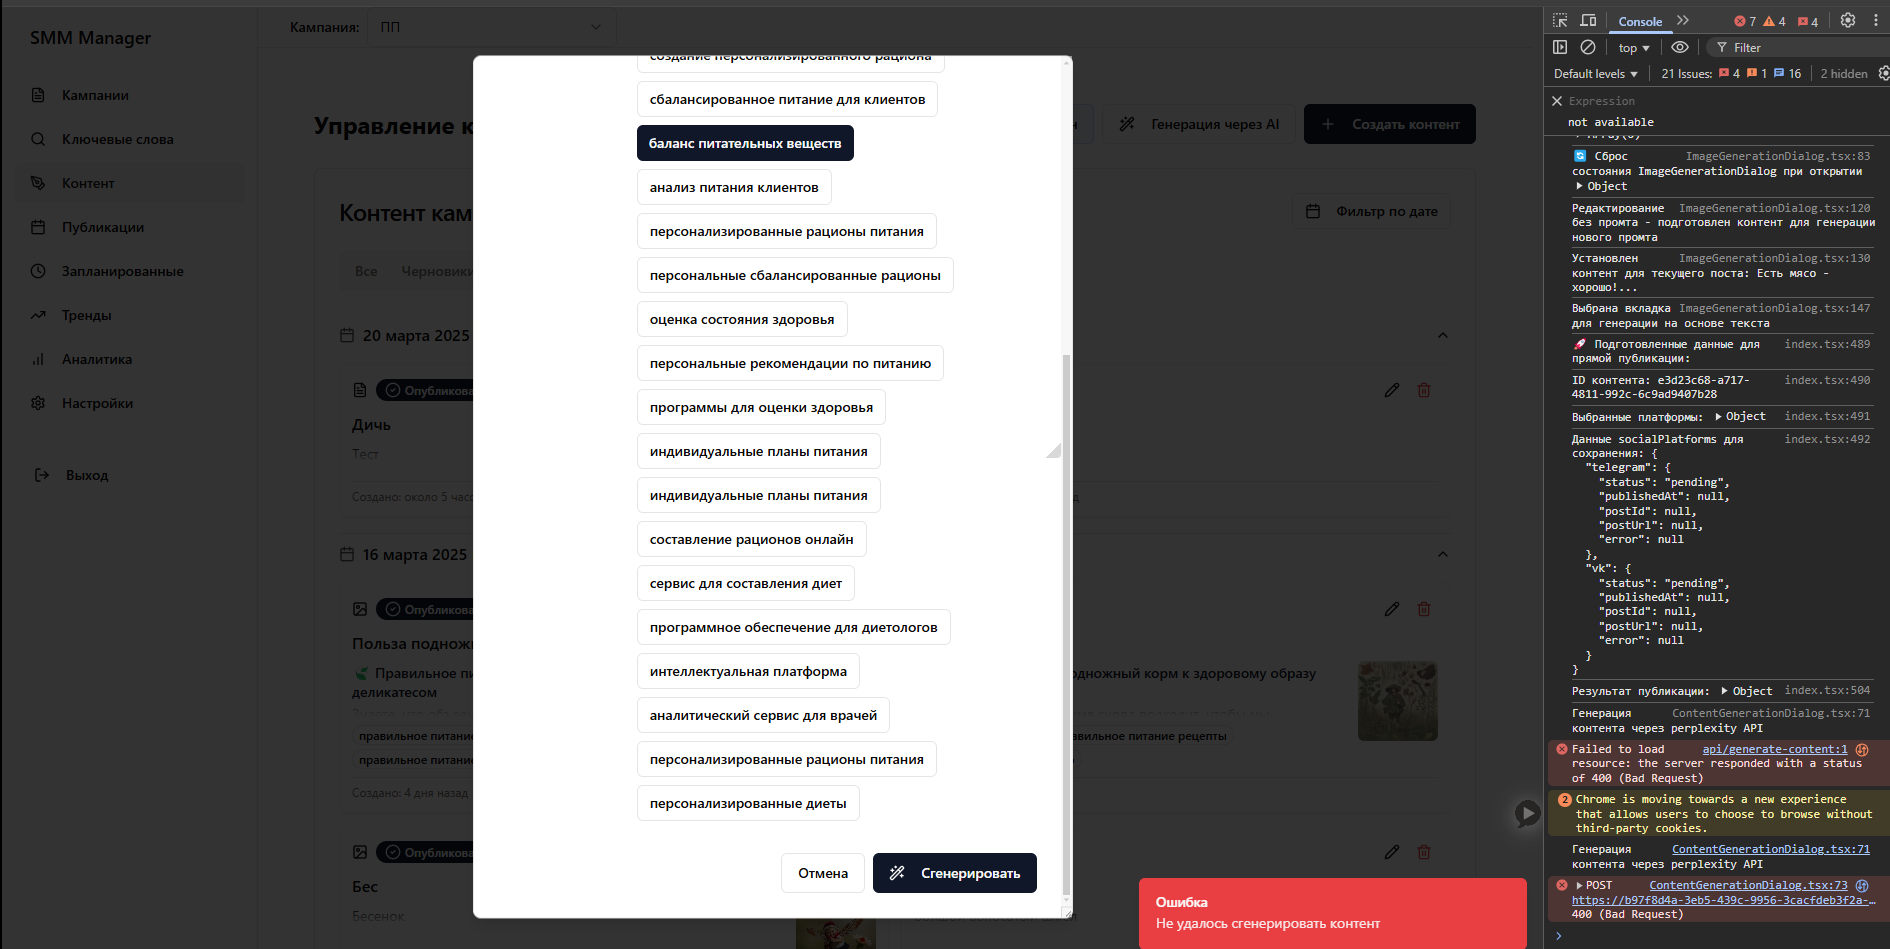 SMM Manager
Кампании
Ключевые слова
Контент
Публикации
Запланированные
Тренды
Аналитика
Настройки
Выход
Кампания:
ПП
Управление к
Генерация через AI
Создать контент
Контент кам
Фильтр по дате
Все
Черновики
20 марта 2025
Опубликова
Дичь
Тест
Создано: около 5 час
16 марта 2025
Опубликова
Польза поднож
Правильное пи
деликатесом
одножный корм к здоровому образу
правильное питание
авильное питание рецепты
правильное питание
Создано: 4 дня назад
Опубликова
Бес
Бесенок
создание персонализированного рациона
сбалансированное питание для клиентов
баланс питательных веществ
анализ питания клиентов
персонализированные рационы питания
персональные сбалансированные рационы
оценка состояния здоровья
персональные рекомендации по питанию
программы для оценки здоровья
индивидуальные планы питания
индивидуальные планы питания
составление рационов онлайн
сервис для составления диет
программное обеспечение для диетологов
интеллектуальная платформа
аналитический сервис для врачей
персонализированные рационы питания
персонализированные диеты
Отмена
Сгенерировать
Ошибка
Не удалось сгенерировать контент
Console
7
4
4
top
Filter
Default levels
21 Issues:
4
1
16
2 hidden
Expression
not available
Сброс ImageGenerationDialog.tsx:83
состояния ImageGenerationDialog при открытии
Object
Редактирование ImageGenerationDialog.tsx:120
без промта - подготовлен контент для генерации
нового промта
Установлен ImageGenerationDialog.tsx:130
контент для текущего поста: Есть мясо -
хорошо!...
Выбрана вкладка ImageGenerationDialog.tsx:147
для генерации на основе текста
Подготовленные данные для index.tsx:489
прямой публикации:
ID контента: e3d23c68-a717- index.tsx:490
4811-992c-6c9ad9407b28
Выбранные платформы: Object index.tsx:491
Данные socialPlatforms для index.tsx:492
сохранения: {
"telegram": {
"status": "pending",
"publishedAt": null,
"postId": null,
"postUrl": null,
"error": null
},
"vk": {
"status": "pending",
"publishedAt": null,
"postId": null,
"postUrl": null,
"error": null
}
}
Результат публикации: Object index.tsx:504
Генерация ContentGenerationDialog.tsx:71
контента через perplexity API
Failed to load api/generate-content:1
resource: the server responded with a status
of 400 (Bad Request)
2 Chrome is moving towards a new experience
that allows users to choose to browse without
third-party cookies.
Генерация ContentGenerationDialog.tsx:71
контента через perplexity API
POST ContentGenerationDialog.tsx:73
https://b97f8d4a-3eb5-439c-9956-3cacfdeb3f2a-…
400 (Bad Request)